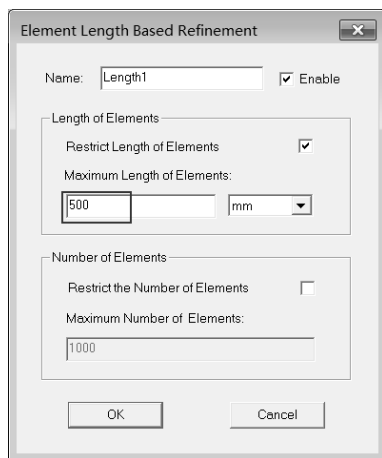 Element Length Based Refinement
Name: Length1 Enable
Length of Elements
Restrict Length of Elements
Maximum Length of Elements:
500 mm
Number of Elements
Restrict the Number of Elements
Maximum Number of Elements:
1000
OK Cancel